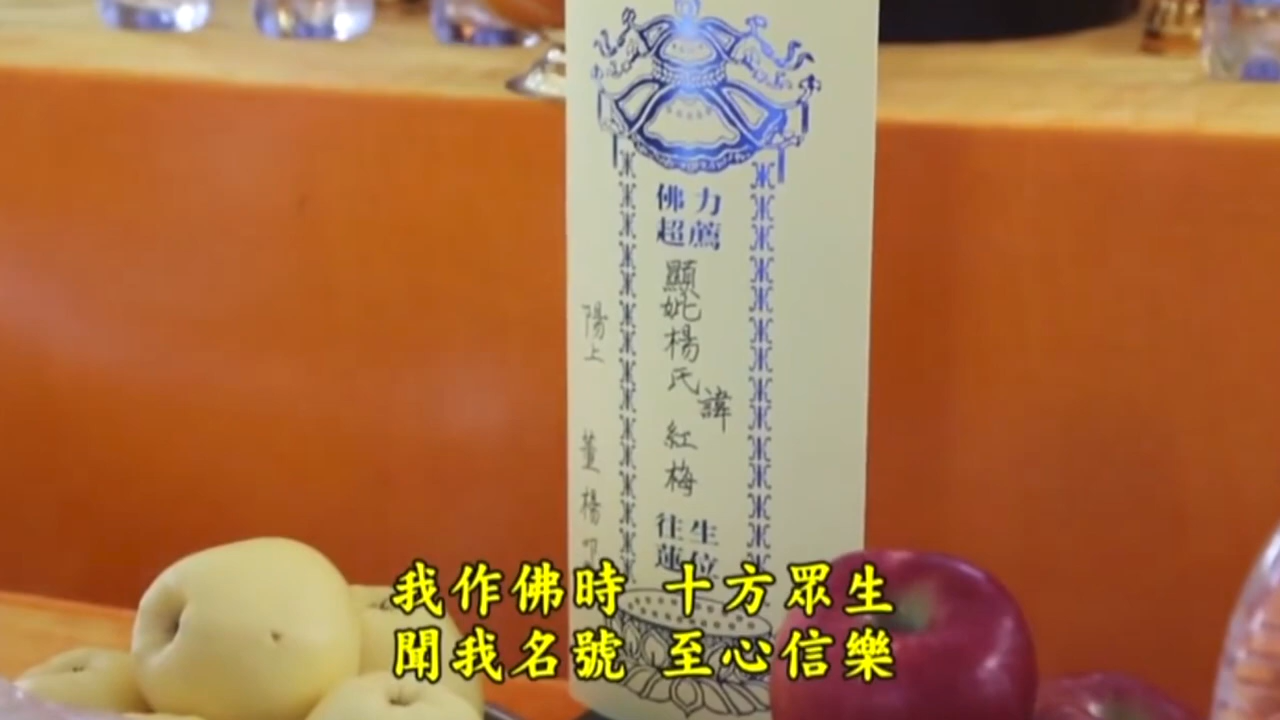 佛力
超薦
顯妣楊氏
諱
紅梅
往生
蓮位
陽上
董楊
我作佛時 十方眾生
聞我名號 至心信樂